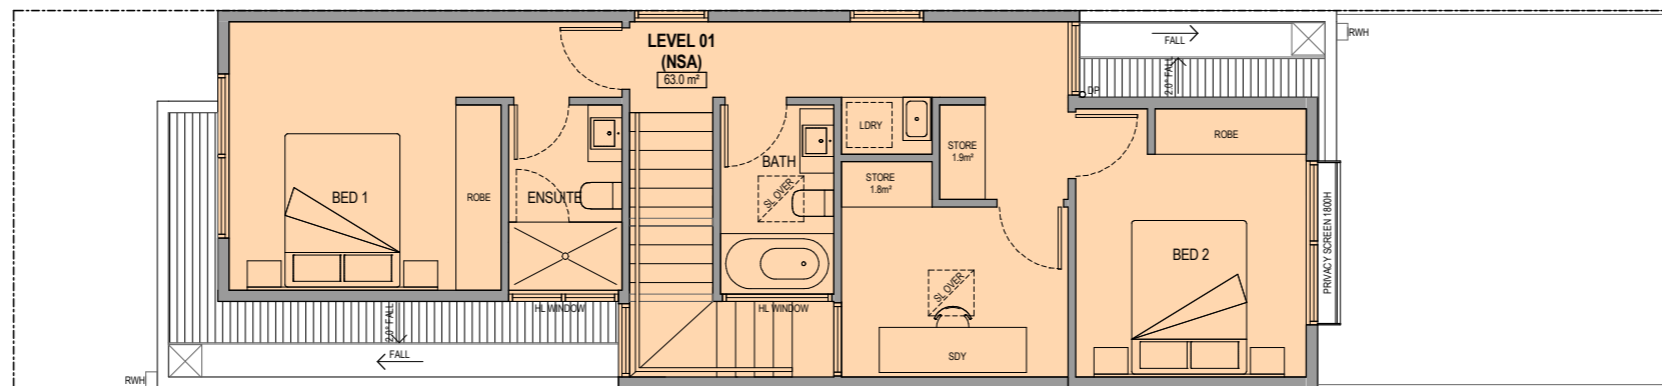 LEVEL 01
(NSA)
63.0 m²
FALL
RWH
2.0° FALL
DP
LDRY
STORE
1.9m²
ROBE
BATH
STORE
1.8m²
SL OVER
BED 1
ROBE
ENSUITE
BED 2
PRIVACY SCREEN 1800H
SL OVER
HL WINDOW
HL WINDOW
2.0° FALL
FALL
SDY
RWH